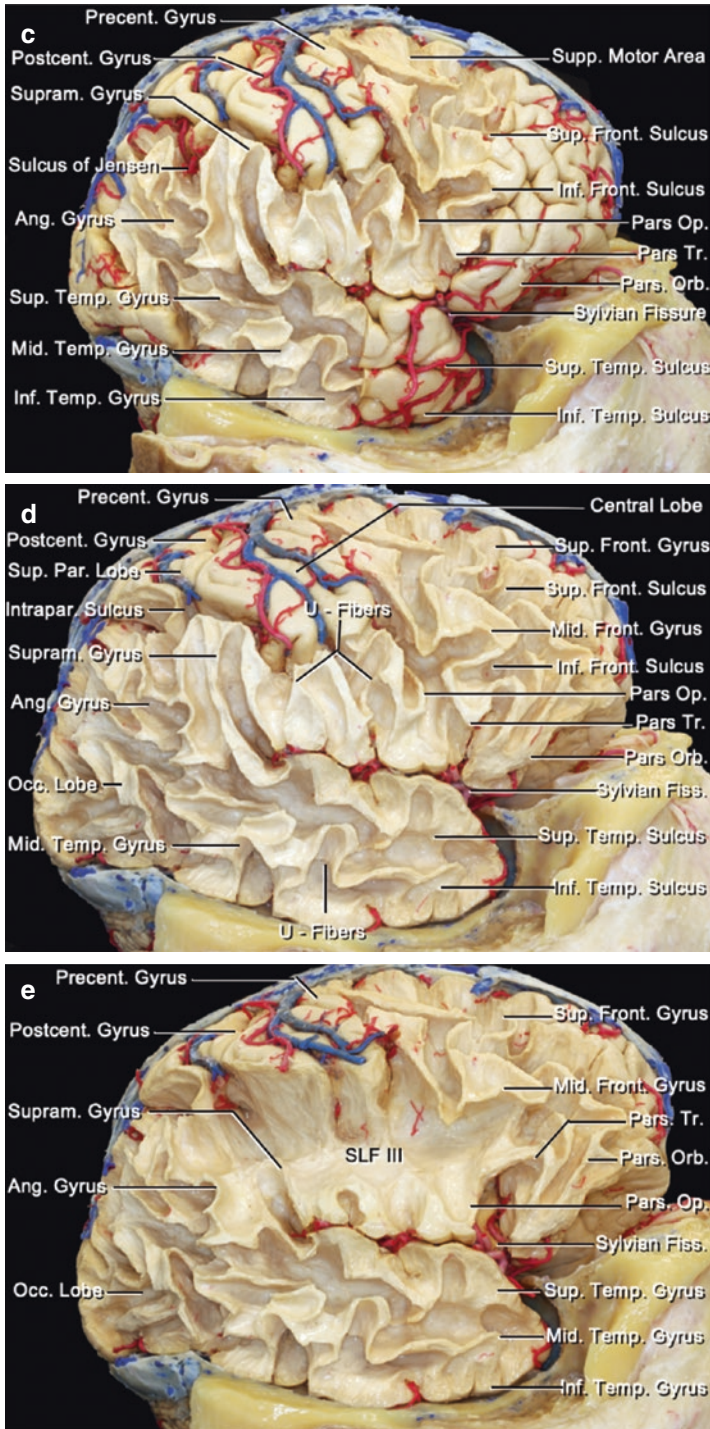 c
Precent. Gyrus
Postcent. Gyrus
Supram. Gyrus
Sulcus of Jensen
Ang. Gyrus
Sup. Temp. Gyrus
Mid. Temp. Gyrus
Inf. Temp. Gyrus
Supp. Motor Area
Sup. Front. Sulcus
Inf. Front. Sulcus
Pars Op.
Pars Tr.
Pars. Orb.
Sylvian Fissure
Sup. Temp. Sulcus
Inf. Temp. Sulcus
d
Precent. Gyrus
Postcent. Gyrus
Sup. Par. Lobe
Intrapar. Sulcus
Supram. Gyrus
Ang. Gyrus
Occ. Lobe
Mid. Temp. Gyrus
U - Fibers
U - Fibers
Central Lobe
Sup. Front. Gyrus
Sup. Front. Sulcus
Mid. Front. Gyrus
Inf. Front. Sulcus
Pars Op.
Pars Tr.
Pars Orb.
Sylvian Fiss.
Sup. Temp. Sulcus
Inf. Temp. Sulcus
e
Precent. Gyrus
Postcent. Gyrus
Supram. Gyrus
Ang. Gyrus
Occ. Lobe
SLF III
Sup. Front. Gyrus
Mid. Front. Gyrus
Pars. Tr.
Pars. Orb.
Pars. Op.
Sylvian Fiss.
Sup. Temp. Gyrus
Mid. Temp. Gyrus
Inf. Temp. Gyrus